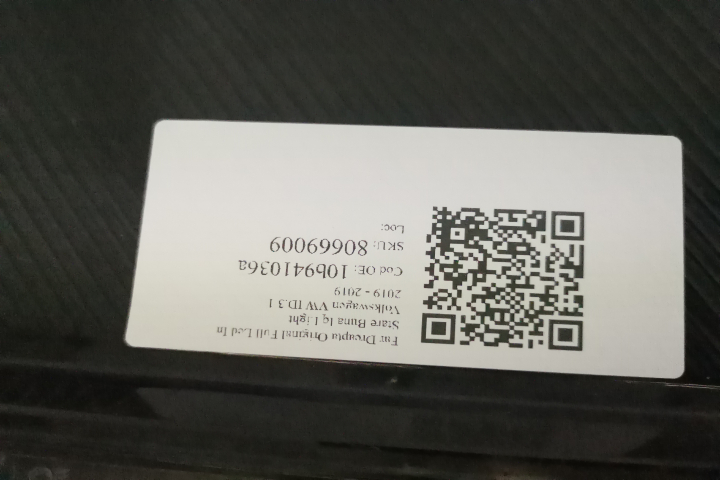 Far Dreapta Original Full Led In
Stare Buna Iq Light
Volkswagen VW ID.3 1
2019 - 2019
Cod OE: 10b941036a
SKU: 80669009
Loc: